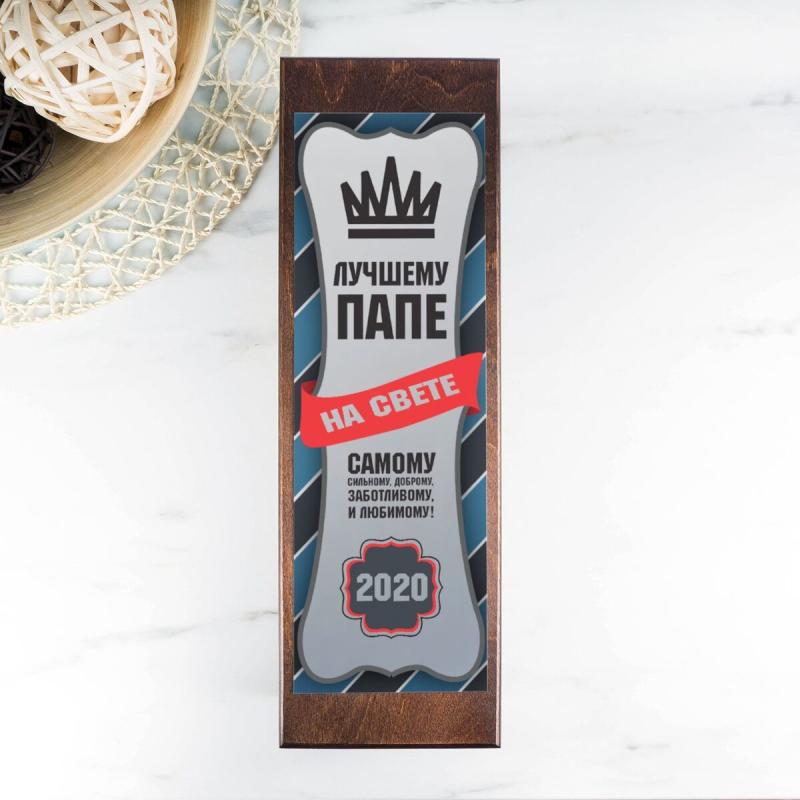 ЛУЧШЕМУ
ПАПЕ
НА СВЕТЕ
САМОМУ
СИЛЬНОМУ, ДОБРОМУ,
ЗАБОТЛИВОМУ,
И ЛЮБИМОМУ!
2020